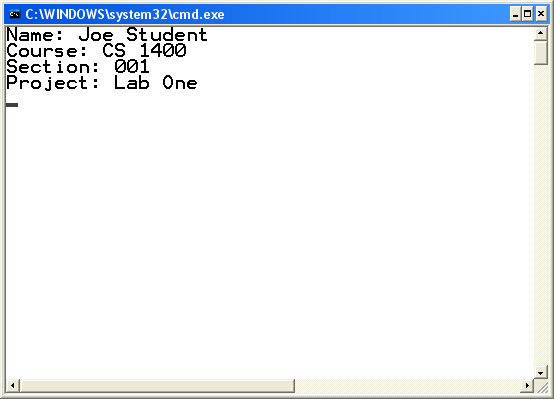 C:\WINDOWS\system32\cmd.exe
Name: Joe Student
Course: CS 1400
Section: 001
Project: Lab One